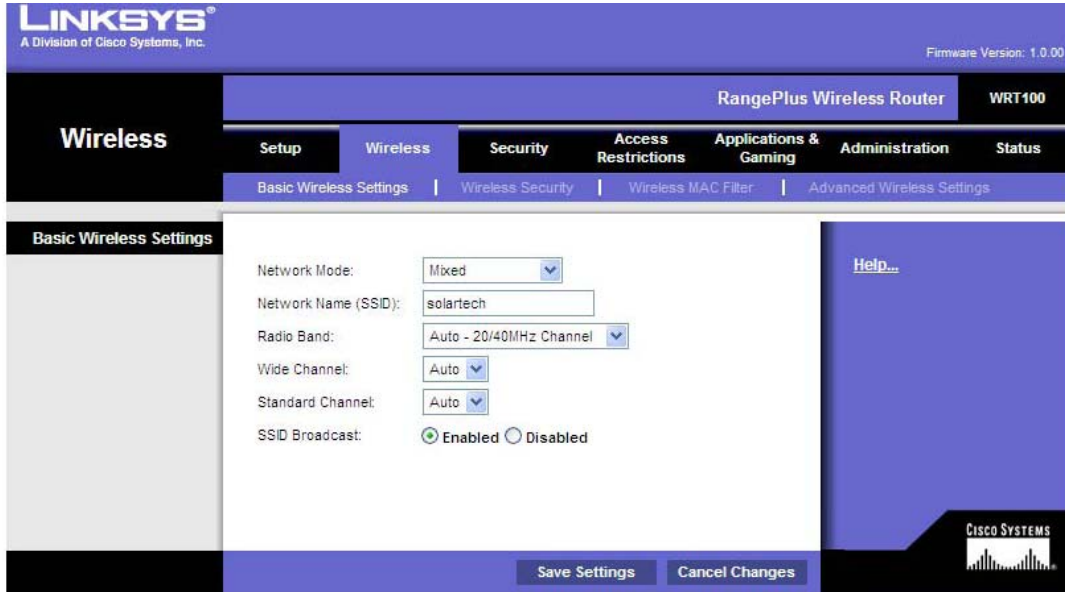 LINKSYS®
A Division of Cisco Systems, Inc.
Firmware Version: 1.0.00
RangePlus Wireless Router WRT100
Wireless
Setup Wireless Security Access Restrictions Applications & Gaming Administration Status
Basic Wireless Settings | Wireless Security | Wireless MAC Filter | Advanced Wireless Settings
Basic Wireless Settings
Help...
Network Mode: Mixed
Network Name (SSID): solartech
Radio Band: Auto - 20/40MHz Channel
Wide Channel: Auto
Standard Channel: Auto
SSID Broadcast: Enabled Disabled
CISCO SYSTEMS
Save Settings Cancel Changes